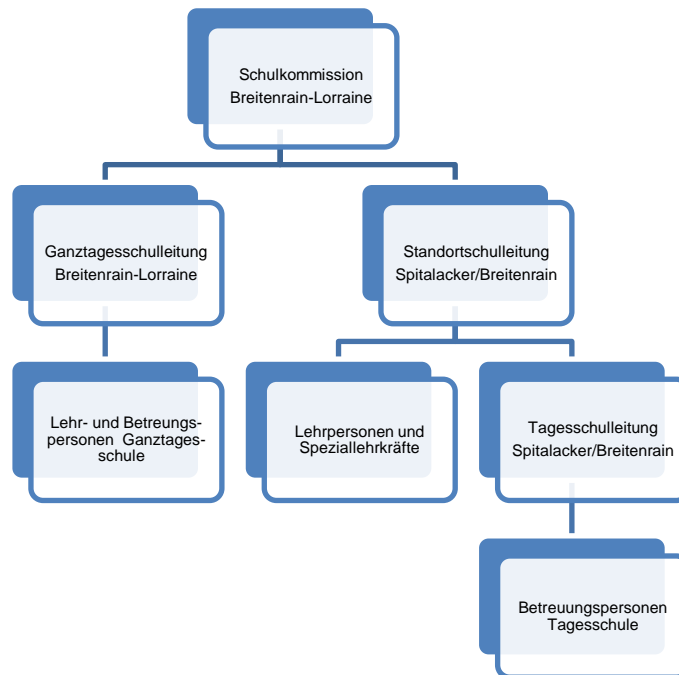 Schulkommission
Breitenrain-Lorraine
Ganztagesschulleitung
Breitenrain-Lorraine
Standortschulleitung
Spitalacker/Breitenrain
Lehr- und Betreungs-
personen Ganztages-
schule
Lehrpersonen und
Speziallehrkräfte
Tagesschulleitung
Spitalacker/Breitenrain
Betreuungspersonen
Tagesschule